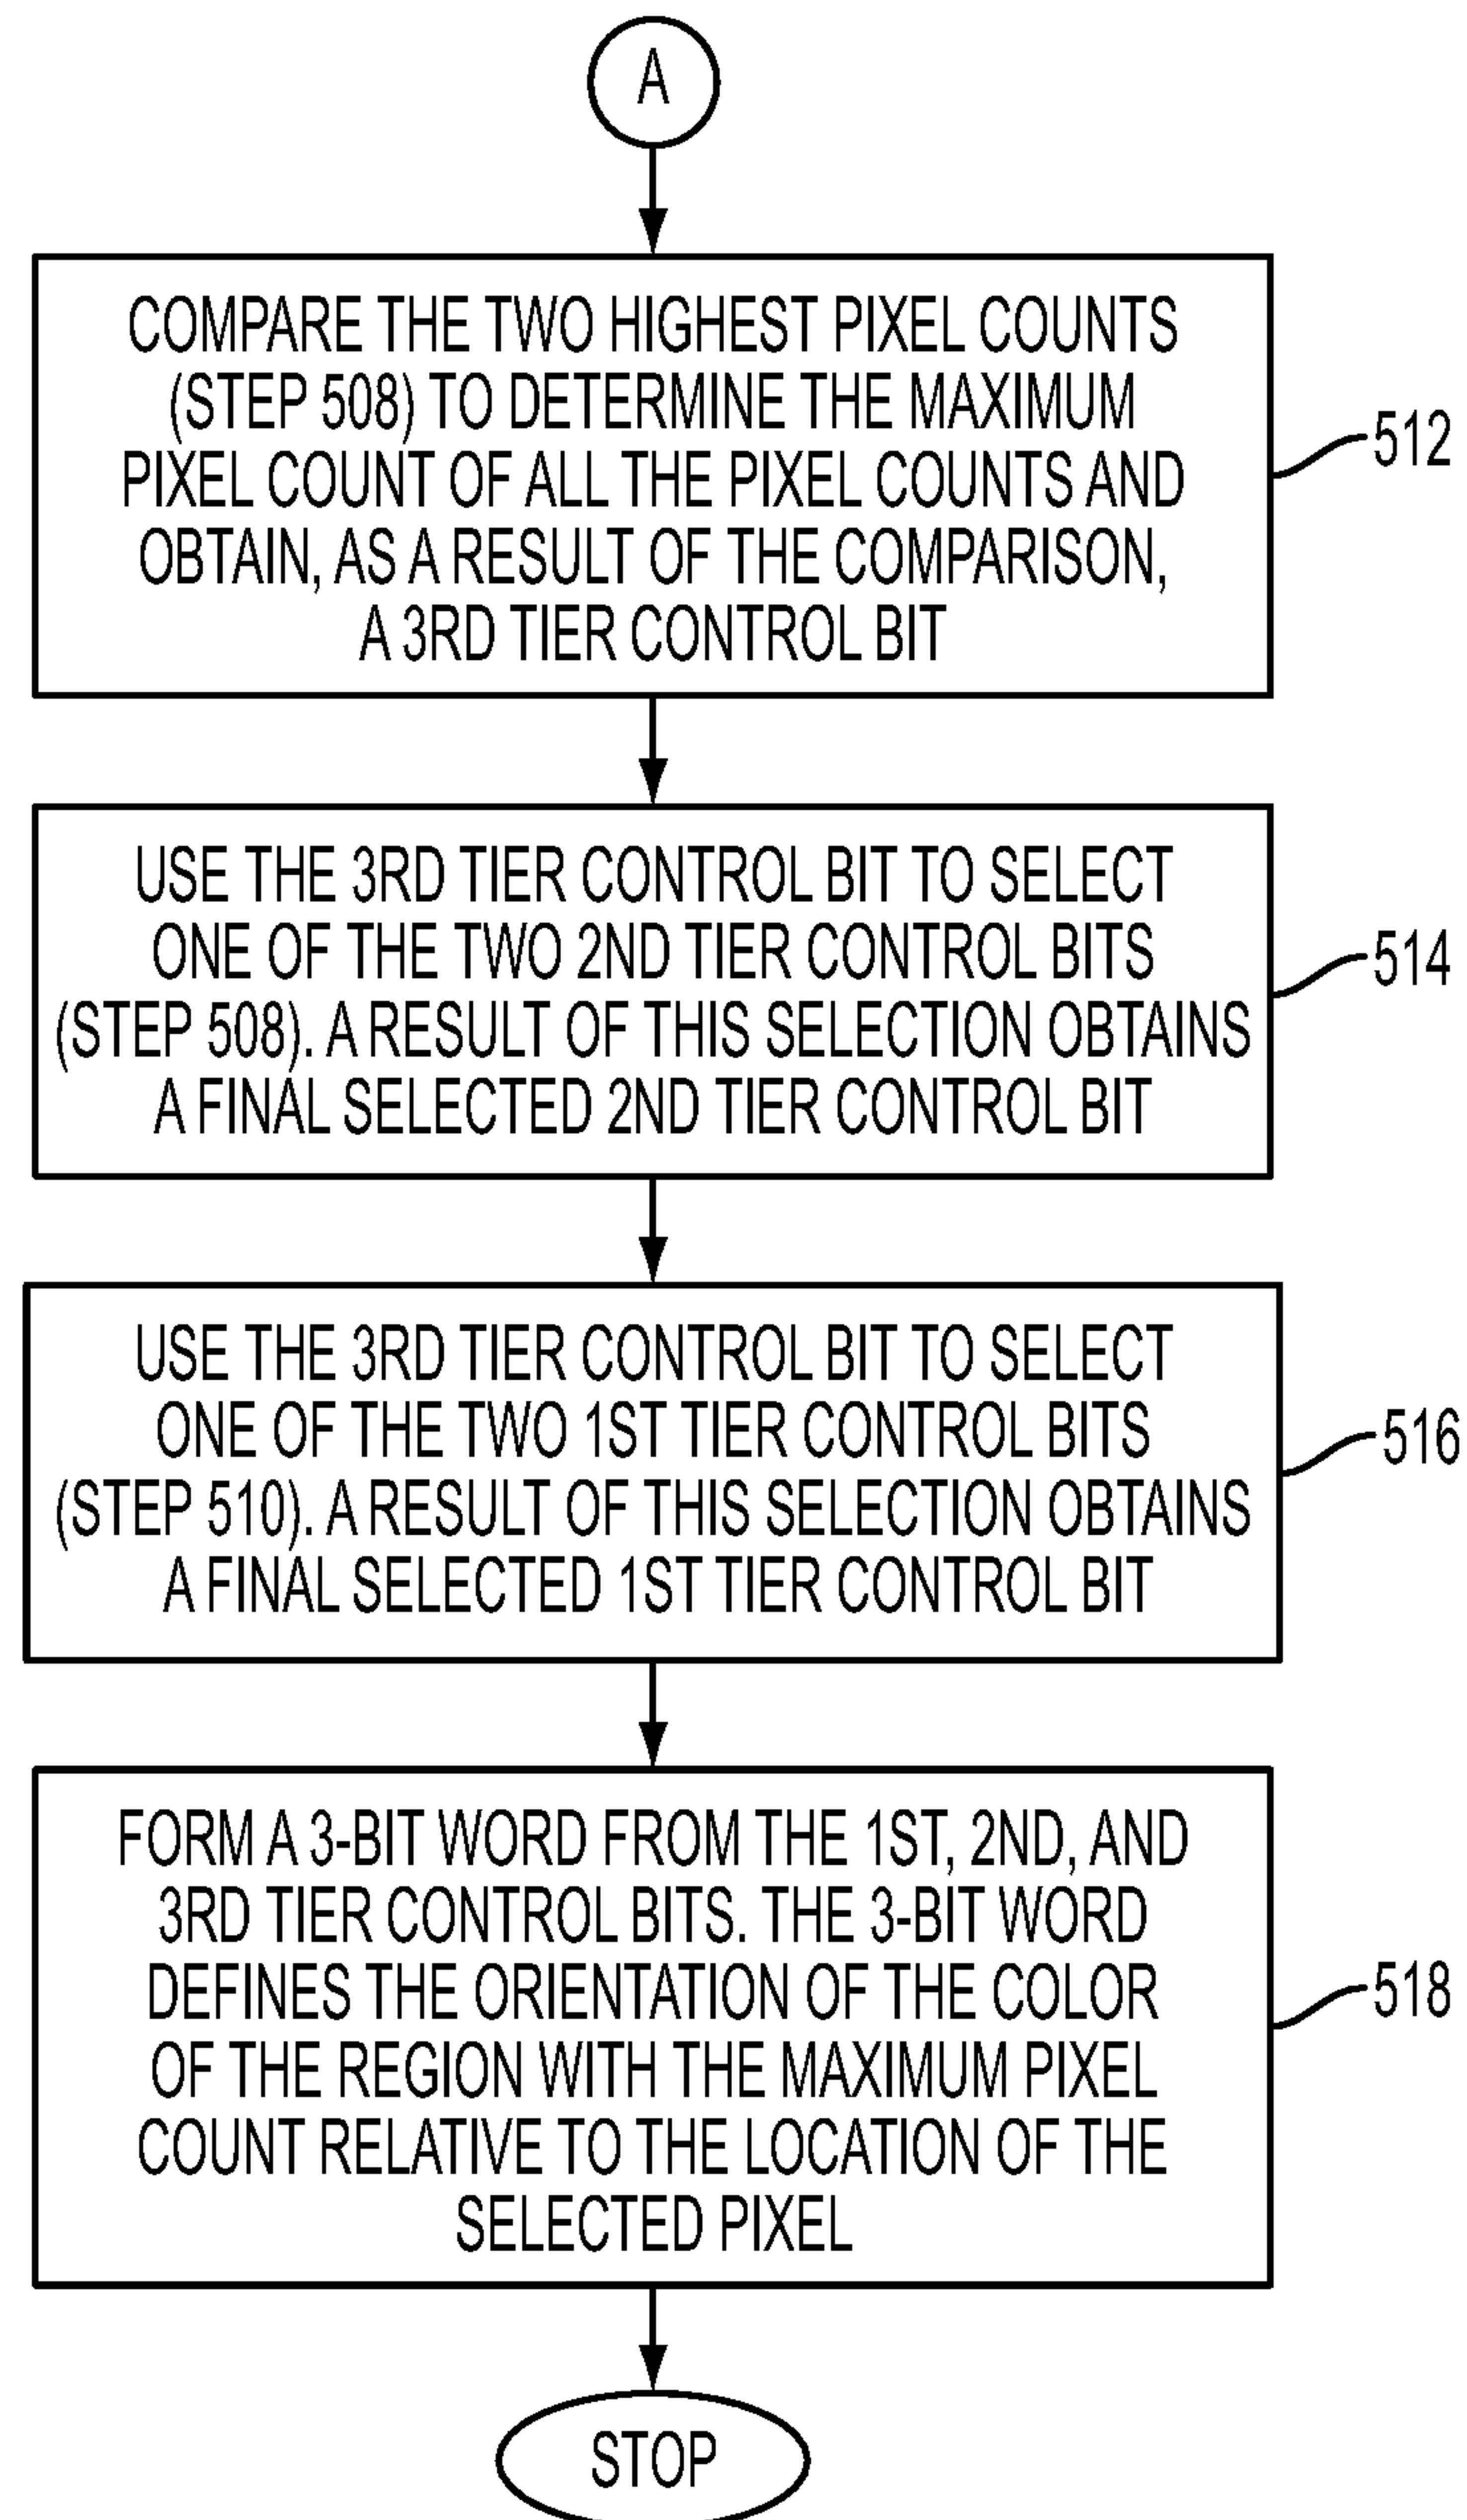 A
COMPARE THE TWO HIGHEST PIXEL COUNTS
(STEP 508) TO DETERMINE THE MAXIMUM
PIXEL COUNT OF ALL THE PIXEL COUNTS AND
OBTAIN, AS A RESULT OF THE COMPARISON,
A 3RD TIER CONTROL BIT
512
USE THE 3RD TIER CONTROL BIT TO SELECT
ONE OF THE TWO 2ND TIER CONTROL BITS
(STEP 508). A RESULT OF THIS SELECTION OBTAINS
A FINAL SELECTED 2ND TIER CONTROL BIT
514
USE THE 3RD TIER CONTROL BIT TO SELECT
ONE OF THE TWO 1ST TIER CONTROL BITS
(STEP 510). A RESULT OF THIS SELECTION OBTAINS
A FINAL SELECTED 1ST TIER CONTROL BIT
516
FORM A 3-BIT WORD FROM THE 1ST, 2ND, AND
3RD TIER CONTROL BITS. THE 3-BIT WORD
DEFINES THE ORIENTATION OF THE COLOR
OF THE REGION WITH THE MAXIMUM PIXEL
COUNT RELATIVE TO THE LOCATION OF THE
SELECTED PIXEL
518
STOP